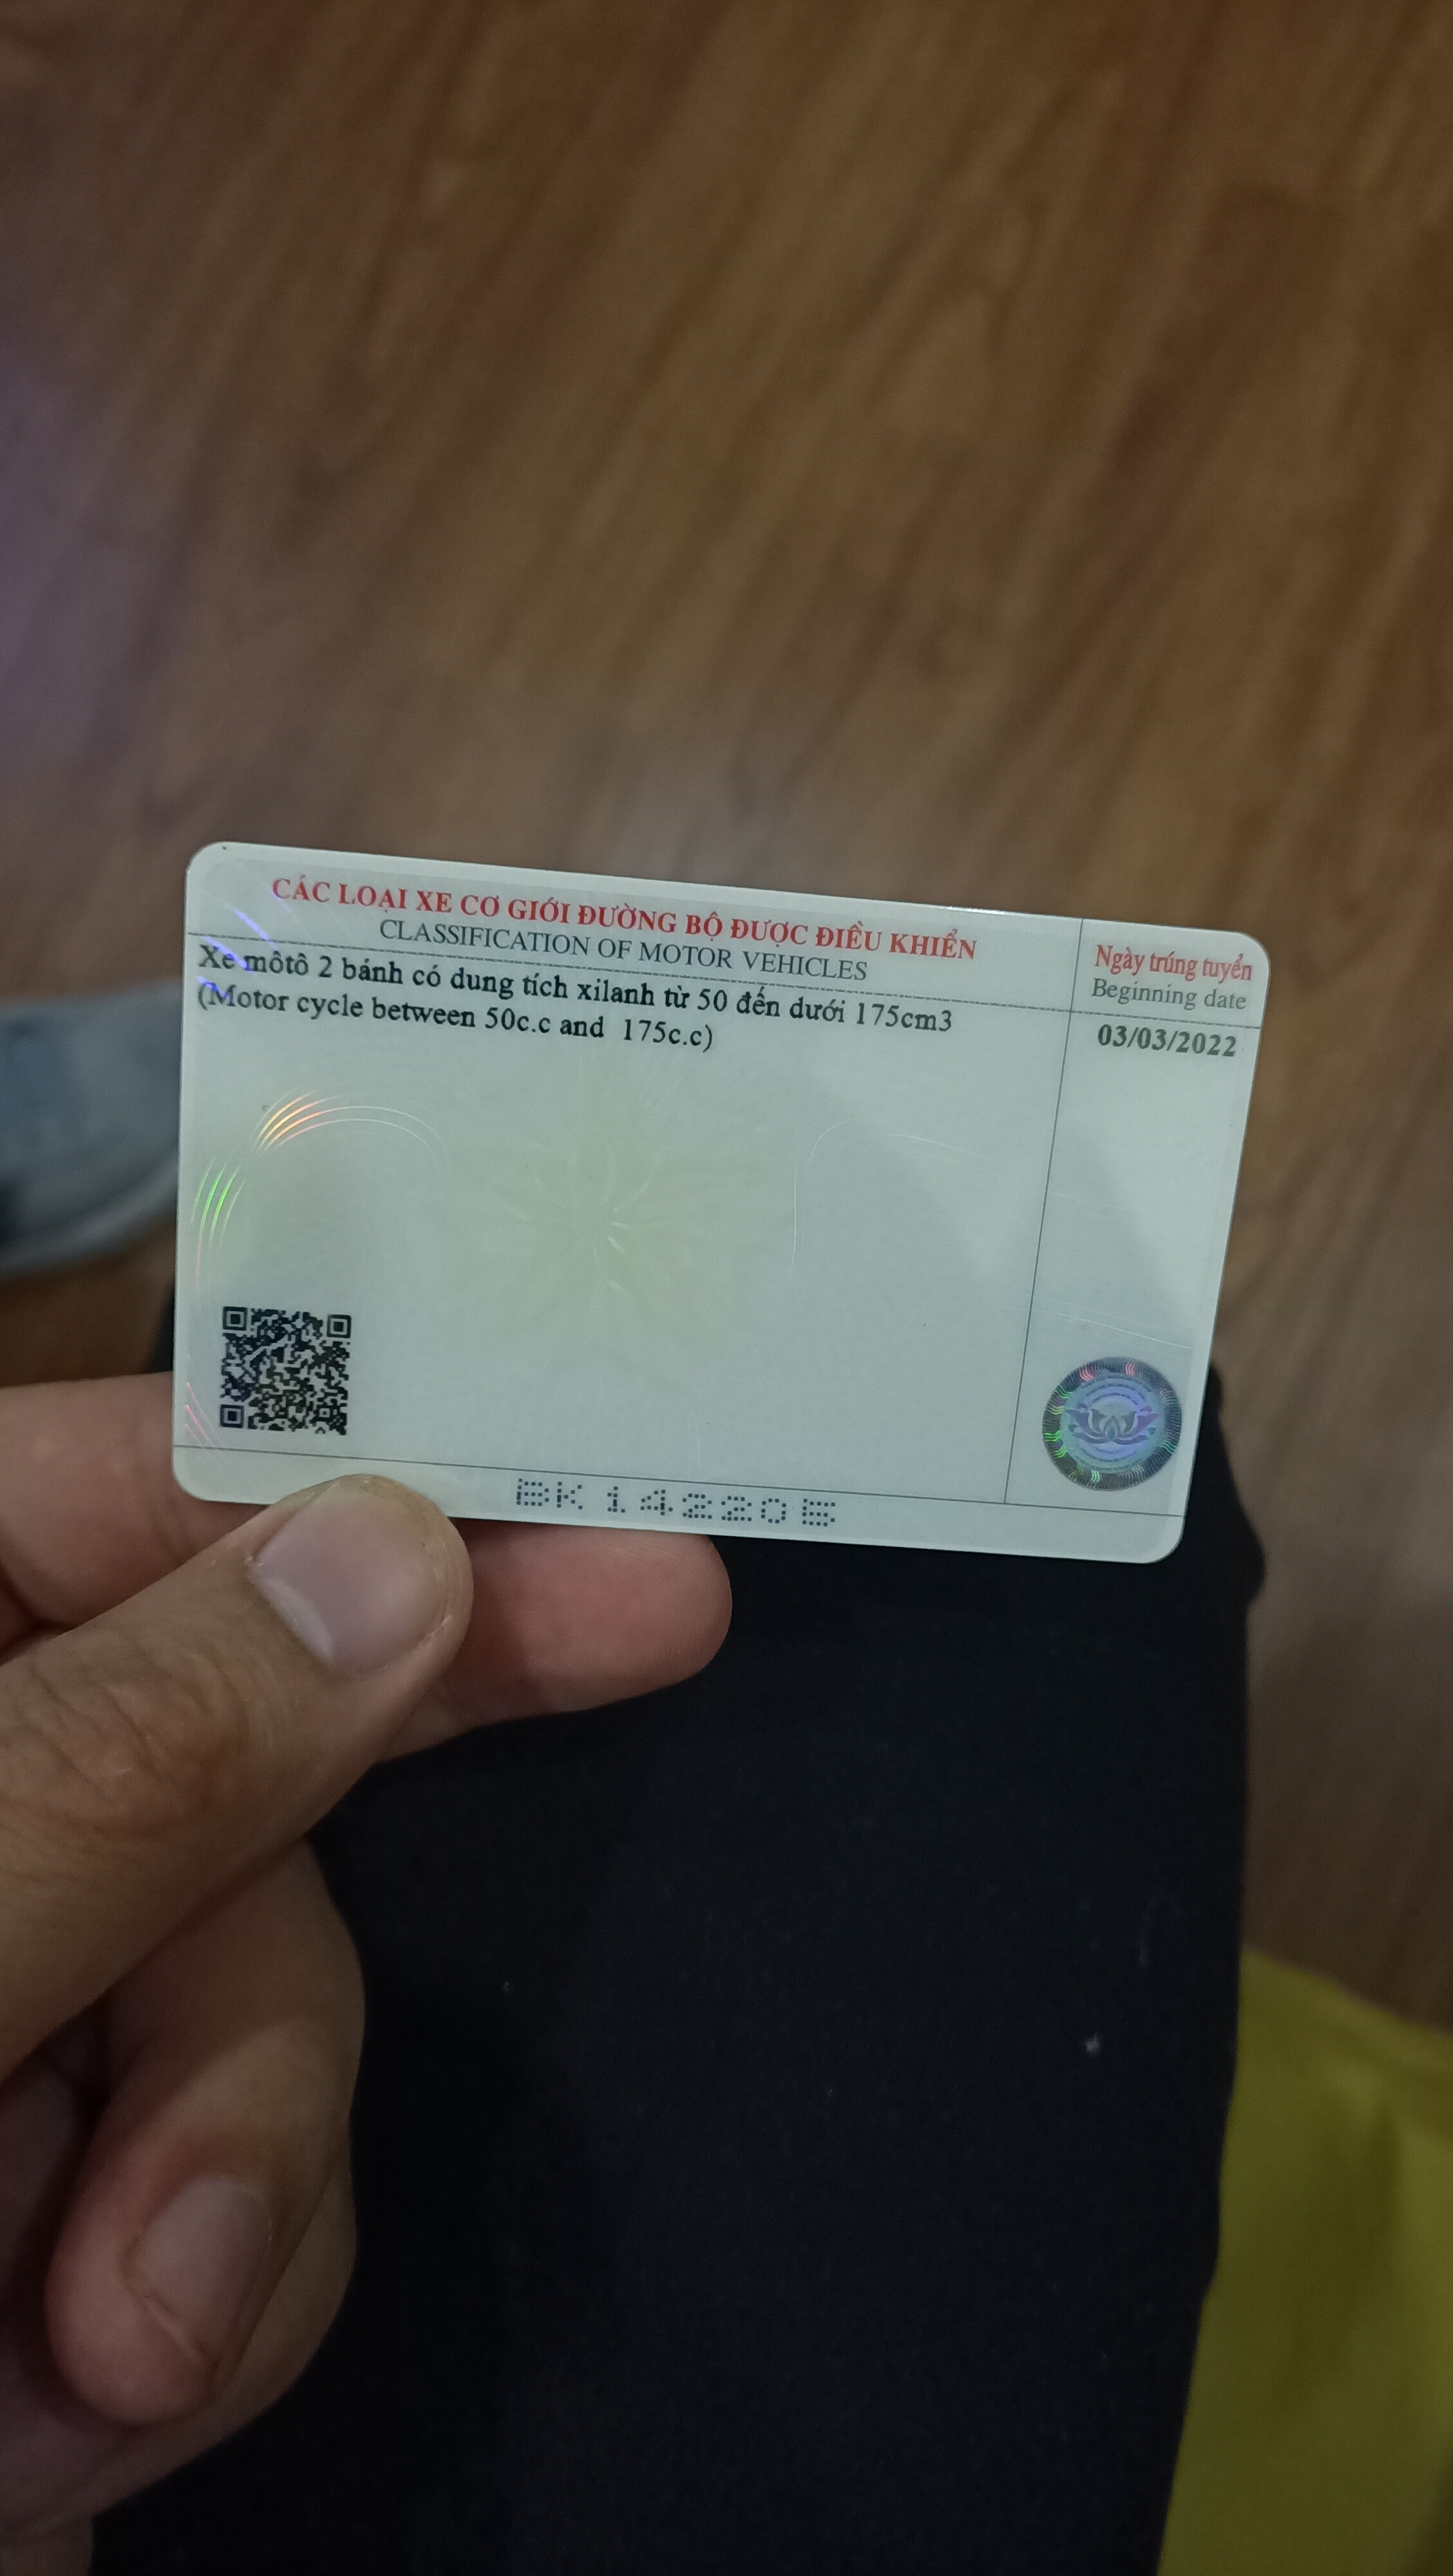 CÁC LOẠI XE CƠ GIỚI ĐƯỜNG BỘ ĐƯỢC ĐIỀU KHIỂN
CLASSIFICATION OF MOTOR VEHICLES
Ngày trúng tuyển
Beginning date
Xe môtô 2 bánh có dung tích xilanh từ 50 đến dưới 175cm3
(Motor cycle between 50c.c and 175c.c)
03/03/2022
BK 142205